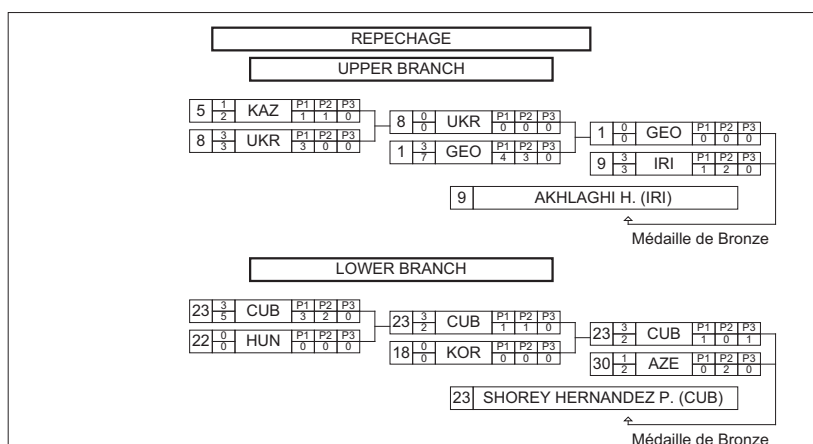 REPECHAGE
UPPER BRANCH
5 1 2 KAZ P1 P2 P3 1 1 0
8 3 3 UKR P1 P2 P3 3 0 0
8 0 0 UKR P1 P2 P3 0 0 0
1 3 7 GEO P1 P2 P3 4 3 0
1 0 0 GEO P1 P2 P3 0 0 0
9 3 3 IRI P1 P2 P3 1 2 0
9 AKHLAGHI H. (IRI)
Médaille de Bronze
LOWER BRANCH
23 3 5 CUB P1 P2 P3 3 2 0
22 0 0 HUN P1 P2 P3 0 0 0
23 3 2 CUB P1 P2 P3 1 1 0
18 0 0 KOR P1 P2 P3 0 0 0
23 3 2 CUB P1 P2 P3 1 0 1
30 1 2 AZE P1 P2 P3 0 2 0
23 SHOREY HERNANDEZ P. (CUB)
Médaille de Bronze